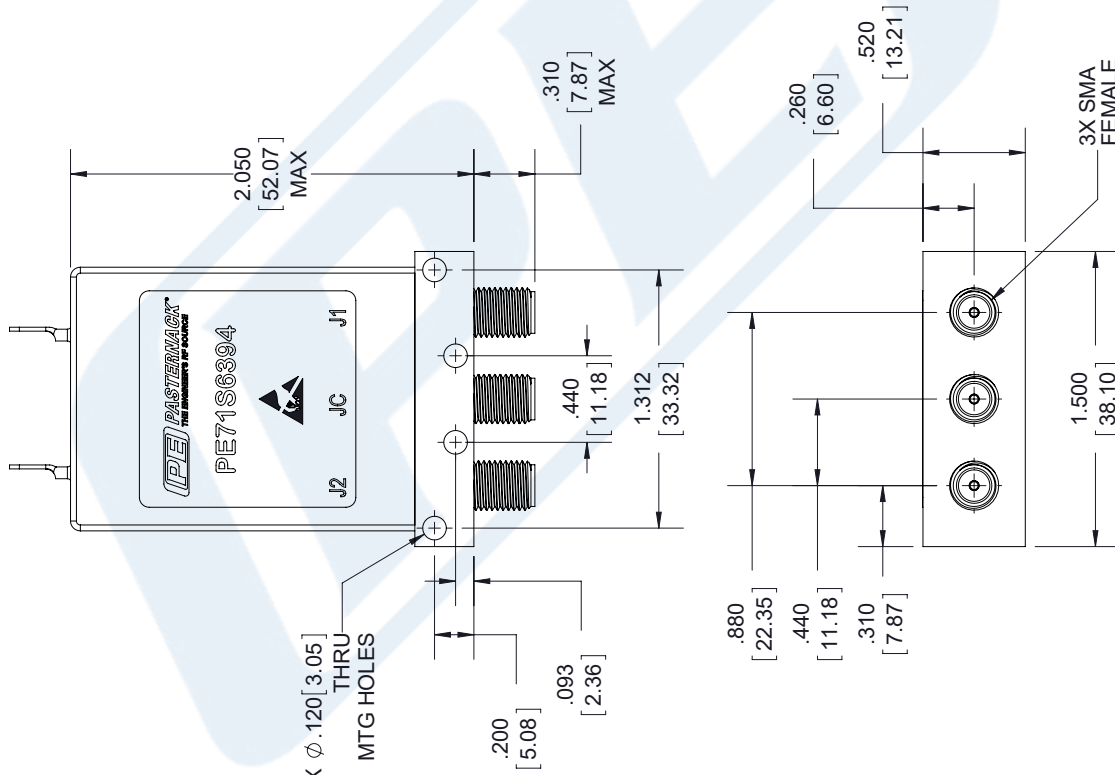 2.050
[52.07]
MAX
.310
[7.87]
MAX
PE PASTERNACK®
THE ENGINEER'S RF SOURCE
PE71S6394
J2 JC J1
X Ø.120[3.05]
THRU
MTG HOLES
.440
[11.18]
1.312
[33.32]
.200
[5.08]
.093
[2.36]
.260
[6.60]
.520
[13.21]
3X SMA
FEMALE
.880
[22.35]
.440
[11.18]
.310
[7.87]
1.500
[38.10]